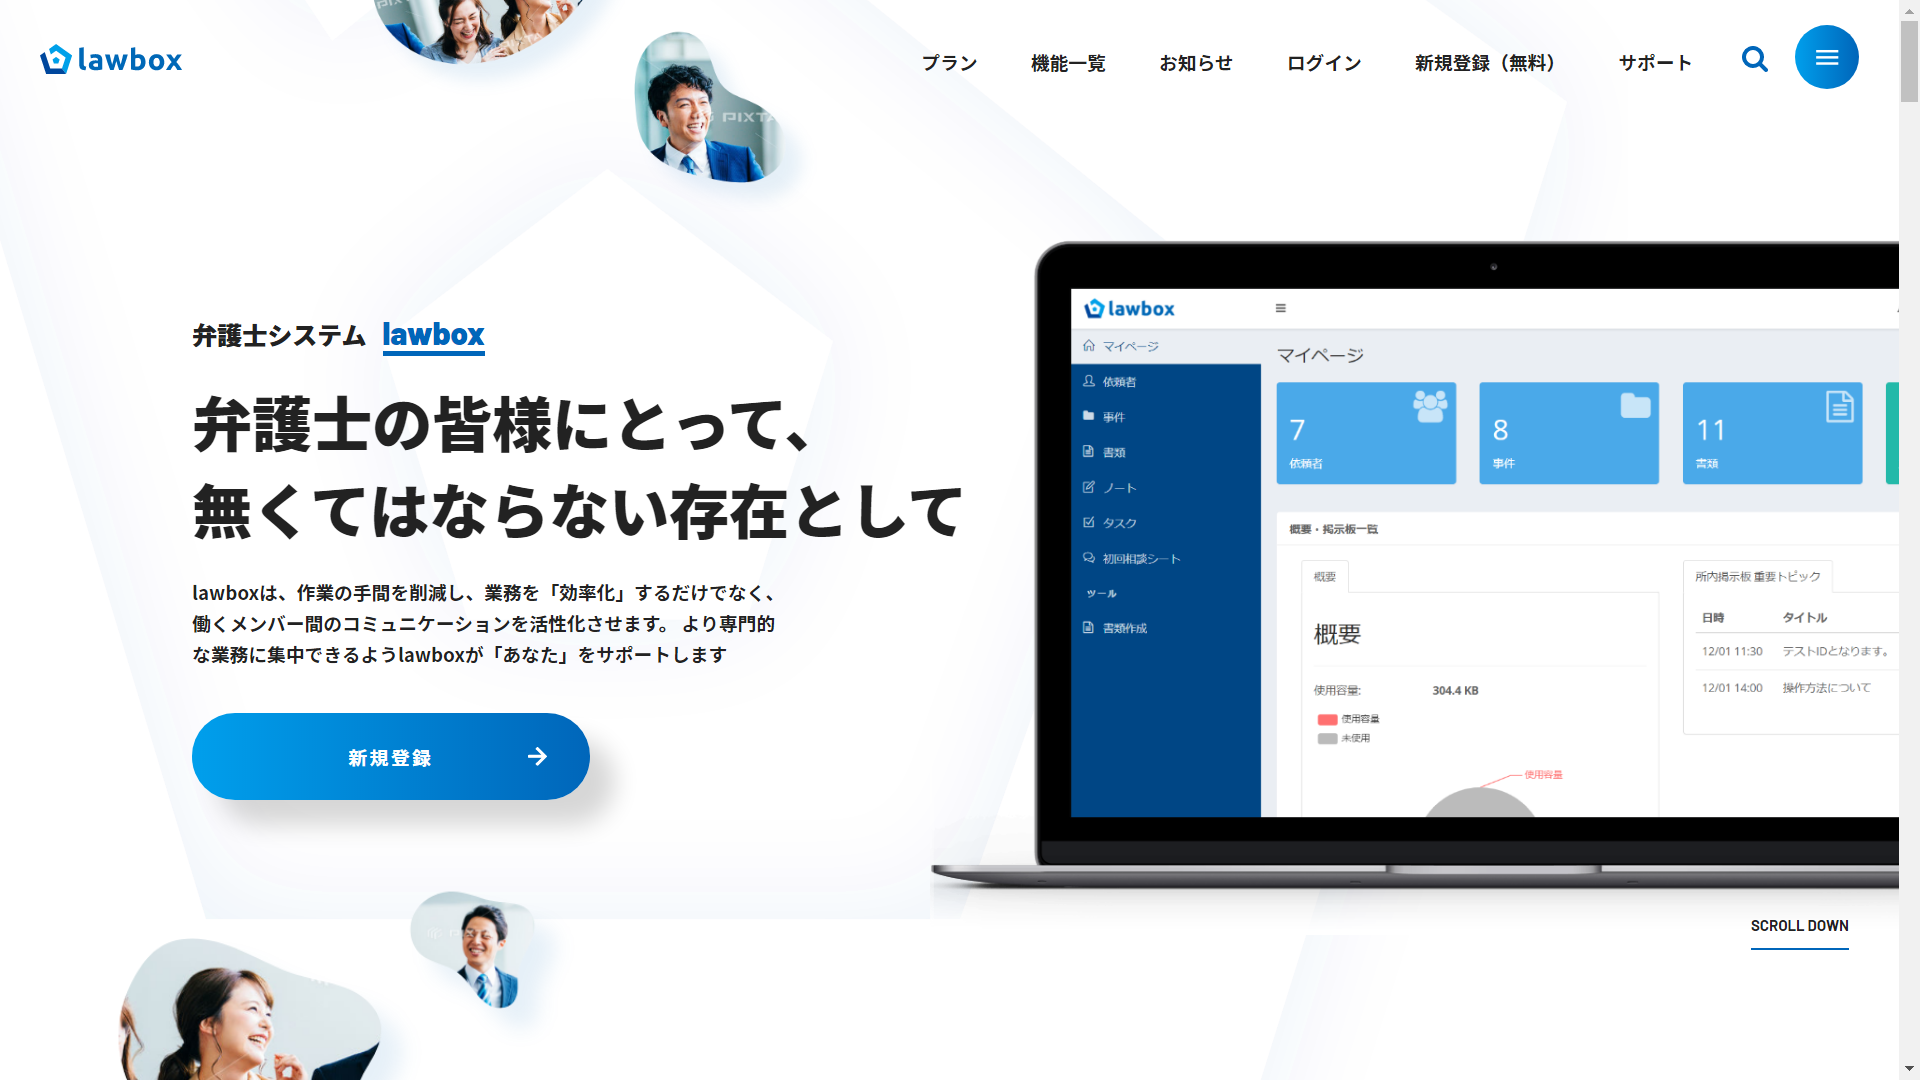 lawbox
プラン
機能一覧
お知らせ
ログイン
新規登録（無料）
サポート
PIXTA
弁護士システム lawbox
弁護士の皆様にとって、
無くてはならない存在として
lawboxは、作業の手間を削減し、業務を「効率化」するだけでなく、
働くメンバー間のコミュニケーションを活性化させます。 より専門的
な業務に集中できるようlawboxが「あなた」をサポートします
新規登録
lawbox
マイページ
依頼者
事件
書類
ノート
タスク
初回相談シート
ツール
書類作成
マイページ
7
依頼者
8
事件
11
書類
概要・掲示板一覧
概要
概要
使用容量:
304.4 KB
使用容量
未使用
使用容量
所内掲示板 重要トピック
日時
タイトル
12/01 11:30
テストIDとなります。
12/01 14:00
操作方法について
SCROLL DOWN